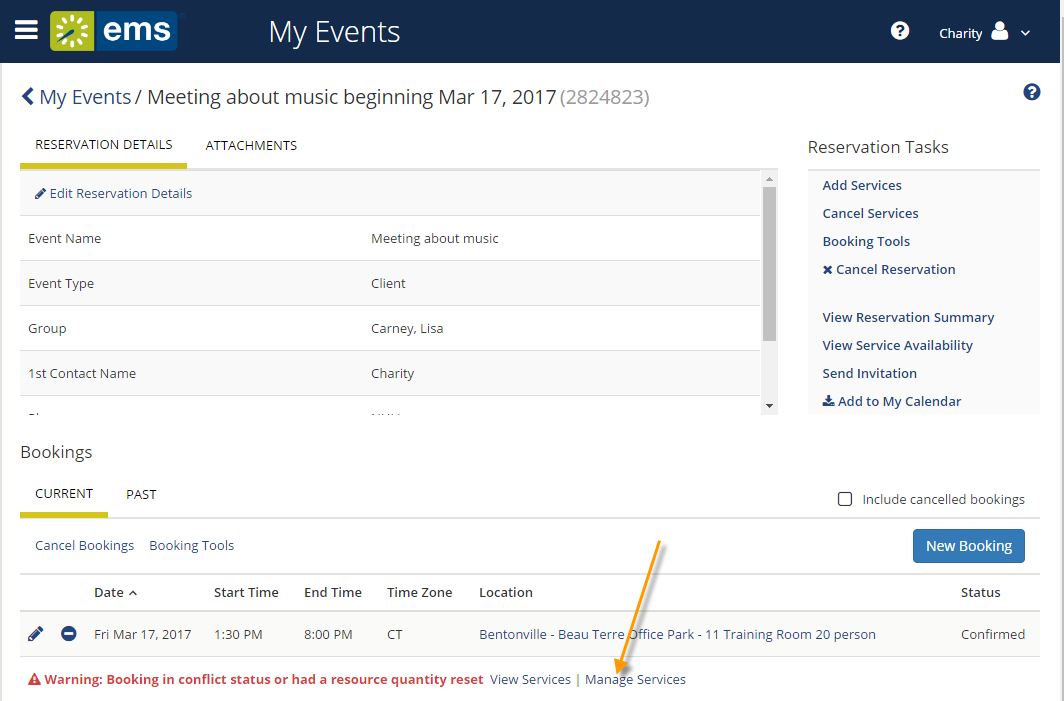 ems My Events Charity
My Events / Meeting about music beginning Mar 17, 2017 (2824823)
RESERVATION DETAILS ATTACHMENTS
Edit Reservation Details
Event Name Meeting about music
Event Type Client
Group Carney, Lisa
1st Contact Name Charity
Reservation Tasks
Add Services
Cancel Services
Booking Tools
Cancel Reservation
View Reservation Summary
View Service Availability
Send Invitation
Add to My Calendar
Bookings
CURRENT PAST
Include cancelled bookings
Cancel Bookings Booking Tools New Booking
Date Start Time End Time Time Zone Location Status
Fri Mar 17, 2017 1:30 PM 8:00 PM CT Bentonville - Beau Terre Office Park - 11 Training Room 20 person Confirmed
Warning: Booking in conflict status or had a resource quantity reset View Services | Manage Services